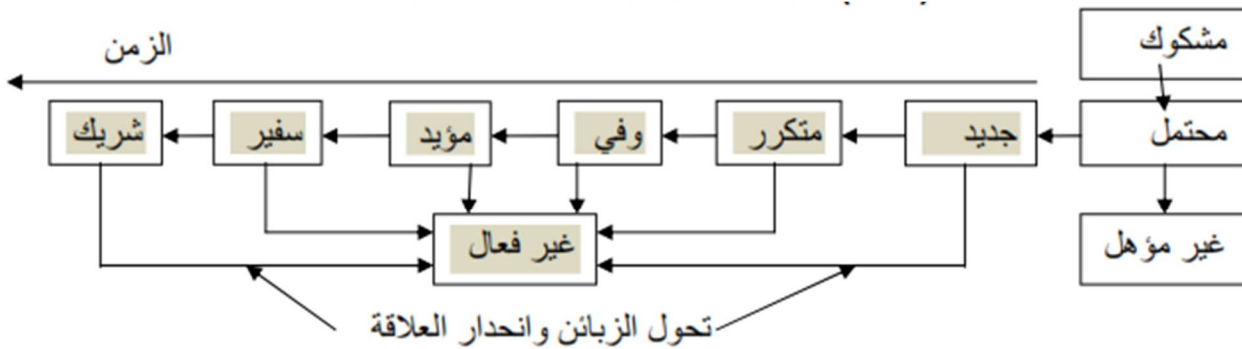 مشكوك
الزمن
محتمل
جديد
متكرر
وفي
مؤيد
سفير
شريك
غير مؤهل
غير فعال
تحول الزبائن وانحدار العلاقة